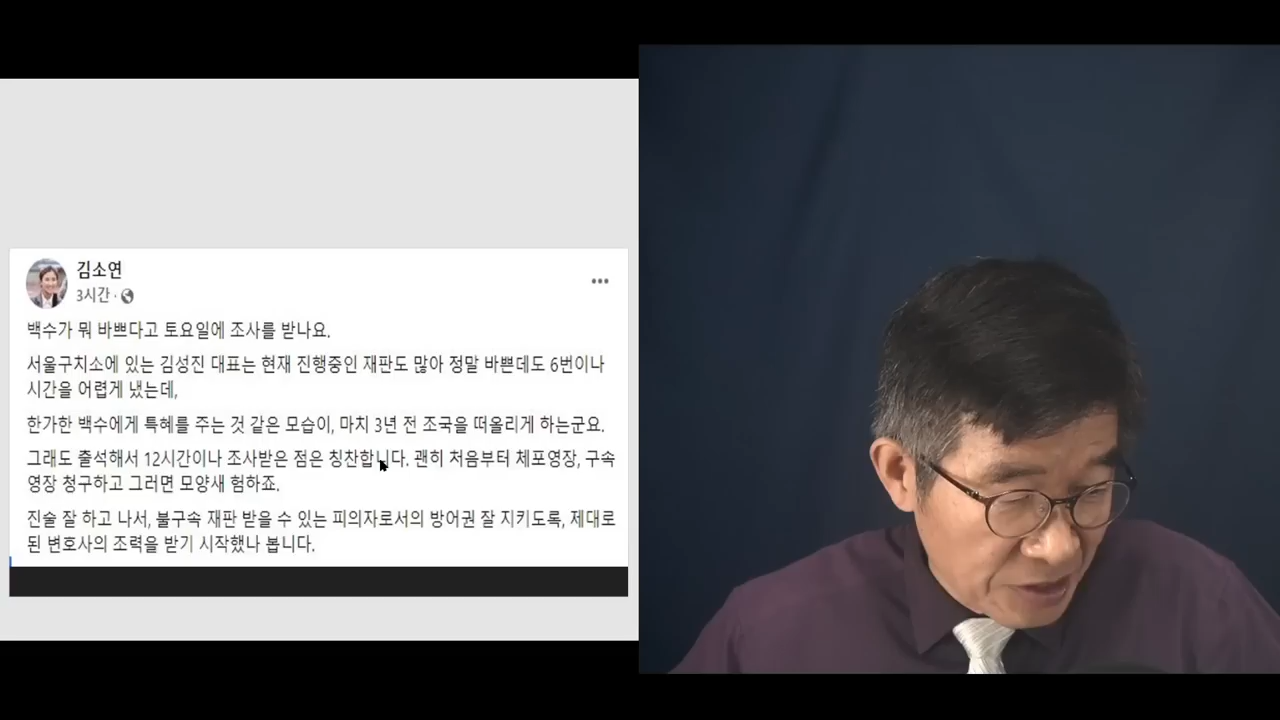 김소연
3시간 ·
백수가 뭐 바쁘다고 토요일에 조사를 받나요.
서울구치소에 있는 김성진 대표는 현재 진행중인 재판도 많아 정말 바쁜데도 6번이나
시간을 어렵게 냈는데,
한가한 백수에게 특혜를 주는 것 같은 모습이, 마치 3년 전 조국을 떠올리게 하는군요.
그래도 출석해서 12시간이나 조사받은 점은 칭찬합니다. 괜히 처음부터 체포영장, 구속
영장 청구하고 그러면 모양새 험하죠.
진술 잘 하고 나서, 불구속 재판 받을 수 있는 피의자로서의 방어권 잘 지키도록, 제대로
된 변호사의 조력을 받기 시작했나 봅니다.